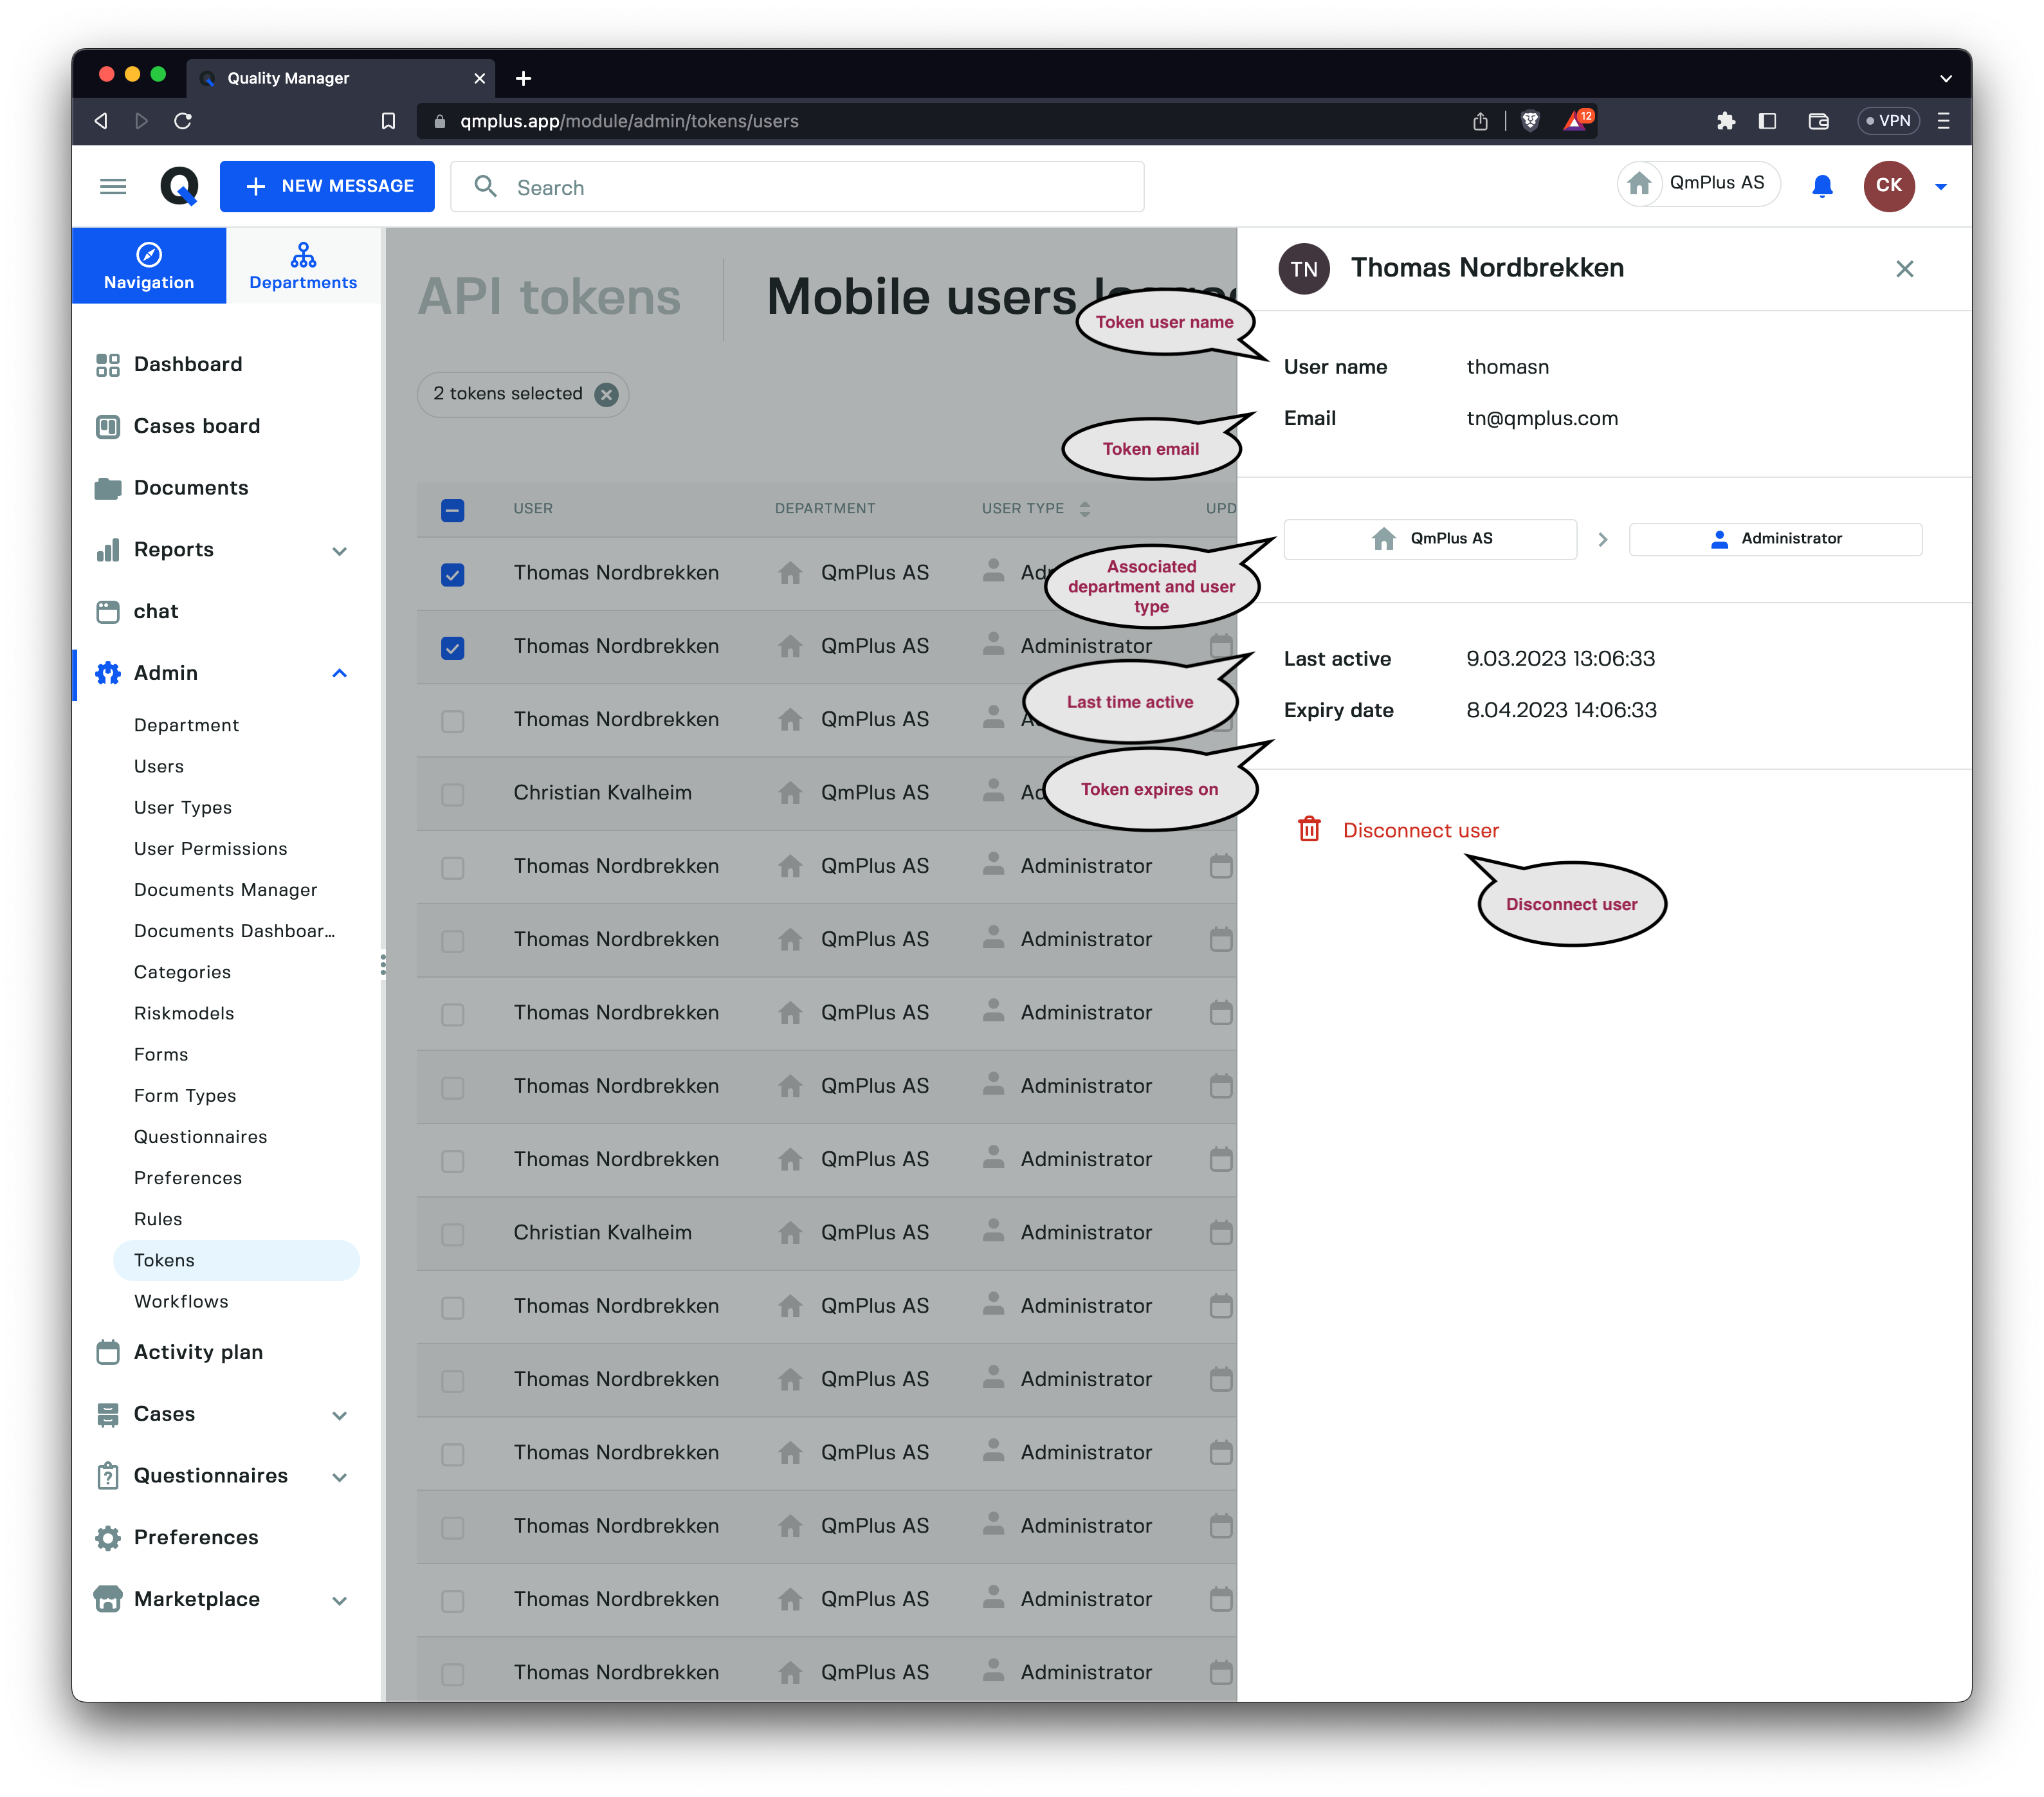 Quality Manager
qmplus.app/module/admin/tokens/users
12
VPN
NEW MESSAGE
Search
QmPlus AS
CK
Navigation
Departments
Dashboard
Cases board
Documents
Reports
chat
Admin
Department
Users
User Types
User Permissions
Documents Manager
Documents Dashboar...
Categories
Riskmodels
Forms
Form Types
Questionnaires
Preferences
Rules
Tokens
Workflows
Activity plan
Cases
Questionnaires
Preferences
Marketplace
API tokens
Mobile users
2 tokens selected
USER DEPARTMENT USER TYPE UPD
Thomas Nordbrekken QmPlus AS
Thomas Nordbrekken QmPlus AS Administrator
Thomas Nordbrekken QmPlus AS
Christian Kvalheim QmPlus AS
Thomas Nordbrekken QmPlus AS Administrator
Thomas Nordbrekken QmPlus AS Administrator
Thomas Nordbrekken QmPlus AS Administrator
Thomas Nordbrekken QmPlus AS Administrator
Thomas Nordbrekken QmPlus AS Administrator
Christian Kvalheim QmPlus AS Administrator
Thomas Nordbrekken QmPlus AS Administrator
Thomas Nordbrekken QmPlus AS Administrator
Thomas Nordbrekken QmPlus AS Administrator
Thomas Nordbrekken QmPlus AS Administrator
Thomas Nordbrekken QmPlus AS Administrator
Thomas Nordbrekken QmPlus AS Administrator
Token user name
Token email
Associated
department and user
type
Last time active
Token expires on
TN
Thomas Nordbrekken
User name thomasn
Email tn@qmplus.com
QmPlus AS
Administrator
Last active 9.03.2023 13:06:33
Expiry date 8.04.2023 14:06:33
Disconnect user
Disconnect user